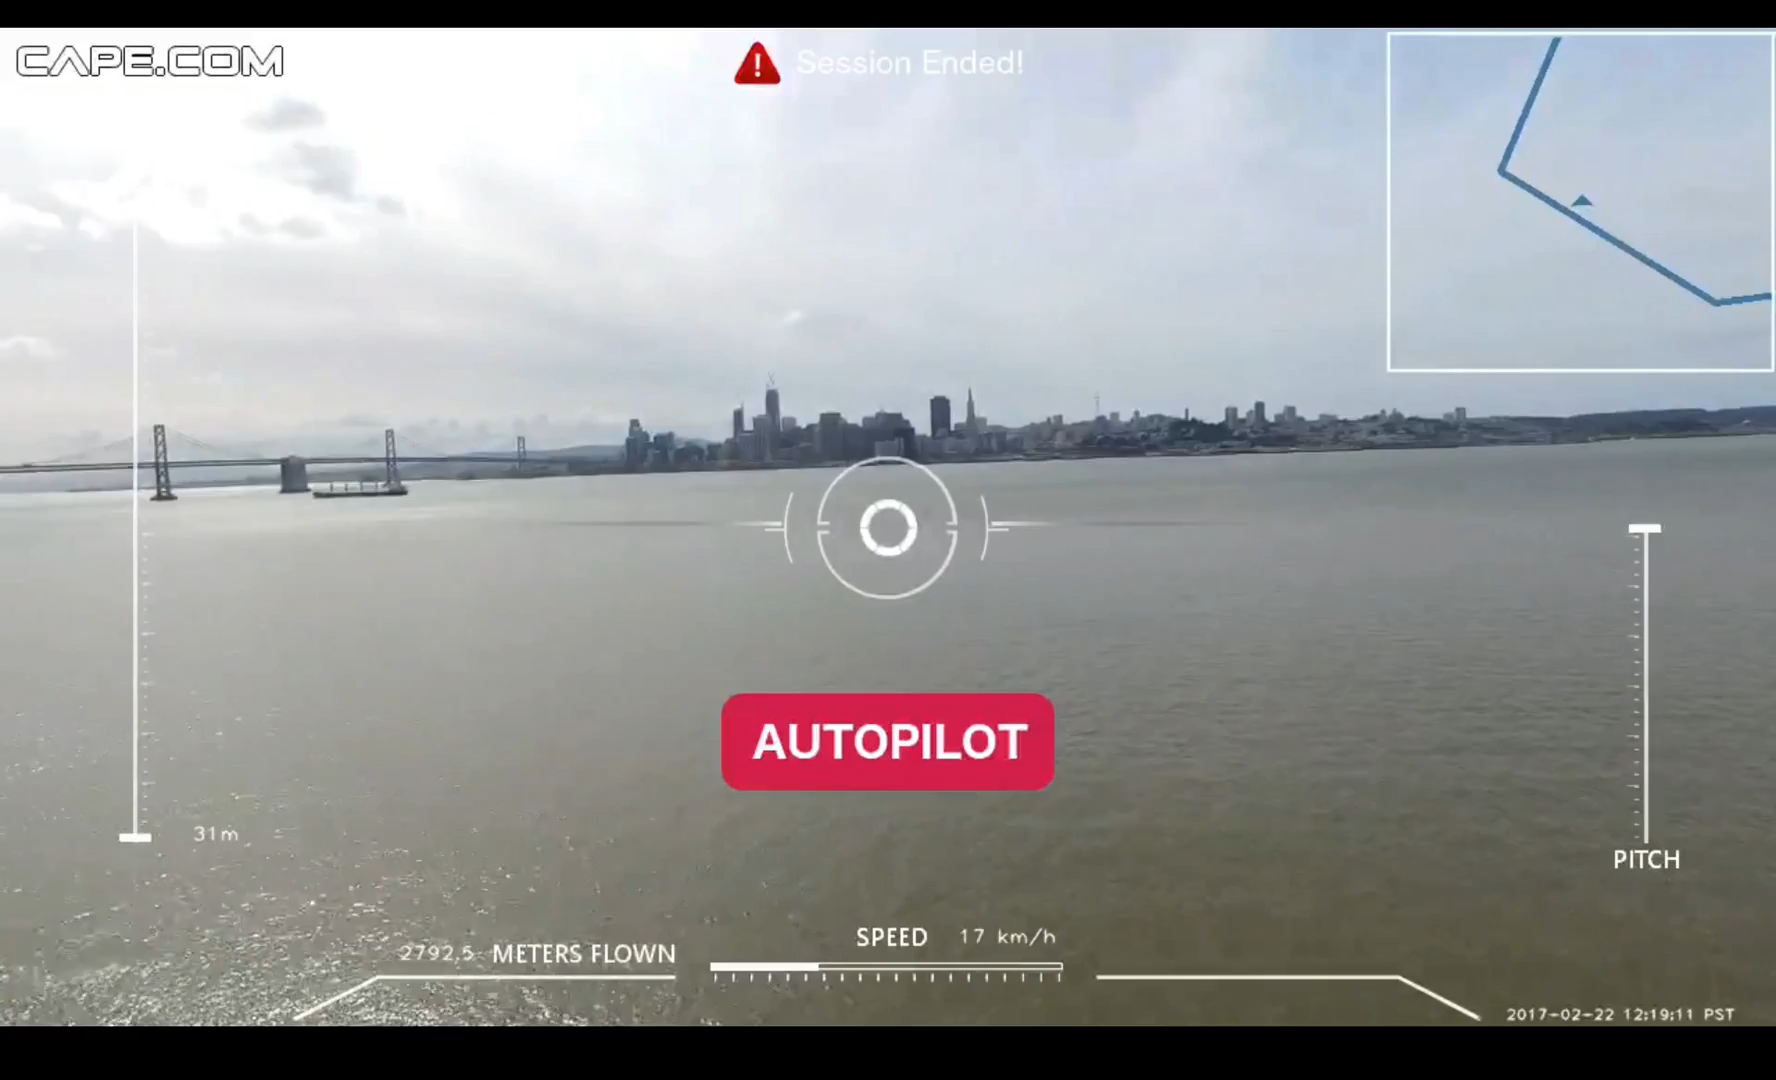 CAPE.COM
Session Ended!
AUTOPILOT
31m
PITCH
SPEED 17 km/h
2792.5 METERS FLOWN
2017-02-22 12:19:11 PST